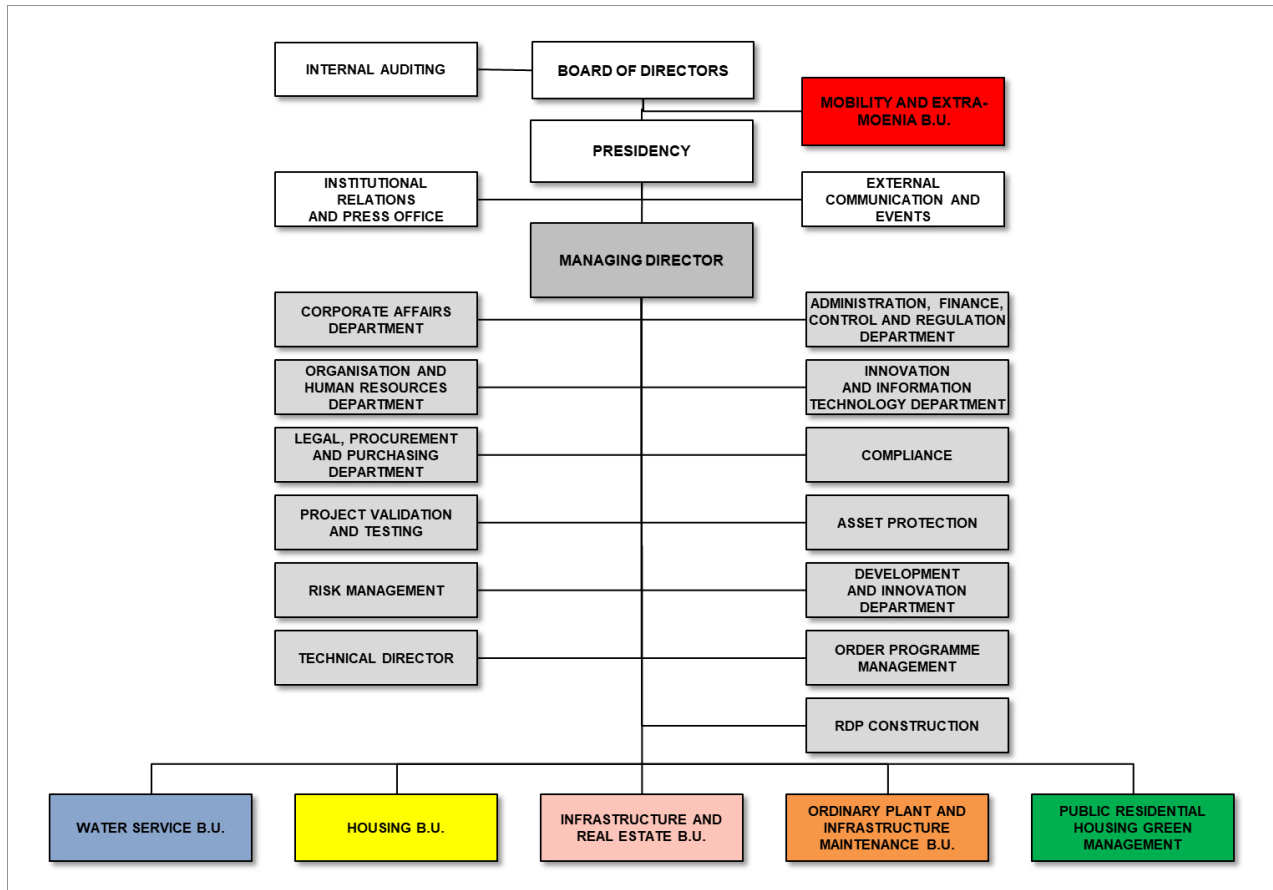 INTERNAL AUDITING
BOARD OF DIRECTORS
MOBILITY AND EXTRA-
MOENIA B.U.
PRESIDENCY
INSTITUTIONAL
RELATIONS
AND PRESS OFFICE
EXTERNAL
COMMUNICATION AND
EVENTS
MANAGING DIRECTOR
CORPORATE AFFAIRS
DEPARTMENT
ADMINISTRATION, FINANCE,
CONTROL AND REGULATION
DEPARTMENT
ORGANISATION AND
HUMAN RESOURCES
DEPARTMENT
INNOVATION
AND INFORMATION
TECHNOLOGY DEPARTMENT
LEGAL, PROCUREMENT
AND PURCHASING
DEPARTMENT
COMPLIANCE
PROJECT VALIDATION
AND TESTING
ASSET PROTECTION
RISK MANAGEMENT
DEVELOPMENT
AND INNOVATION
DEPARTMENT
TECHNICAL DIRECTOR
ORDER PROGRAMME
MANAGEMENT
RDP CONSTRUCTION
WATER SERVICE B.U.
HOUSING B.U.
INFRASTRUCTURE AND
REAL ESTATE B.U.
ORDINARY PLANT AND
INFRASTRUCTURE
MAINTENANCE B.U.
PUBLIC RESIDENTIAL
HOUSING GREEN
MANAGEMENT